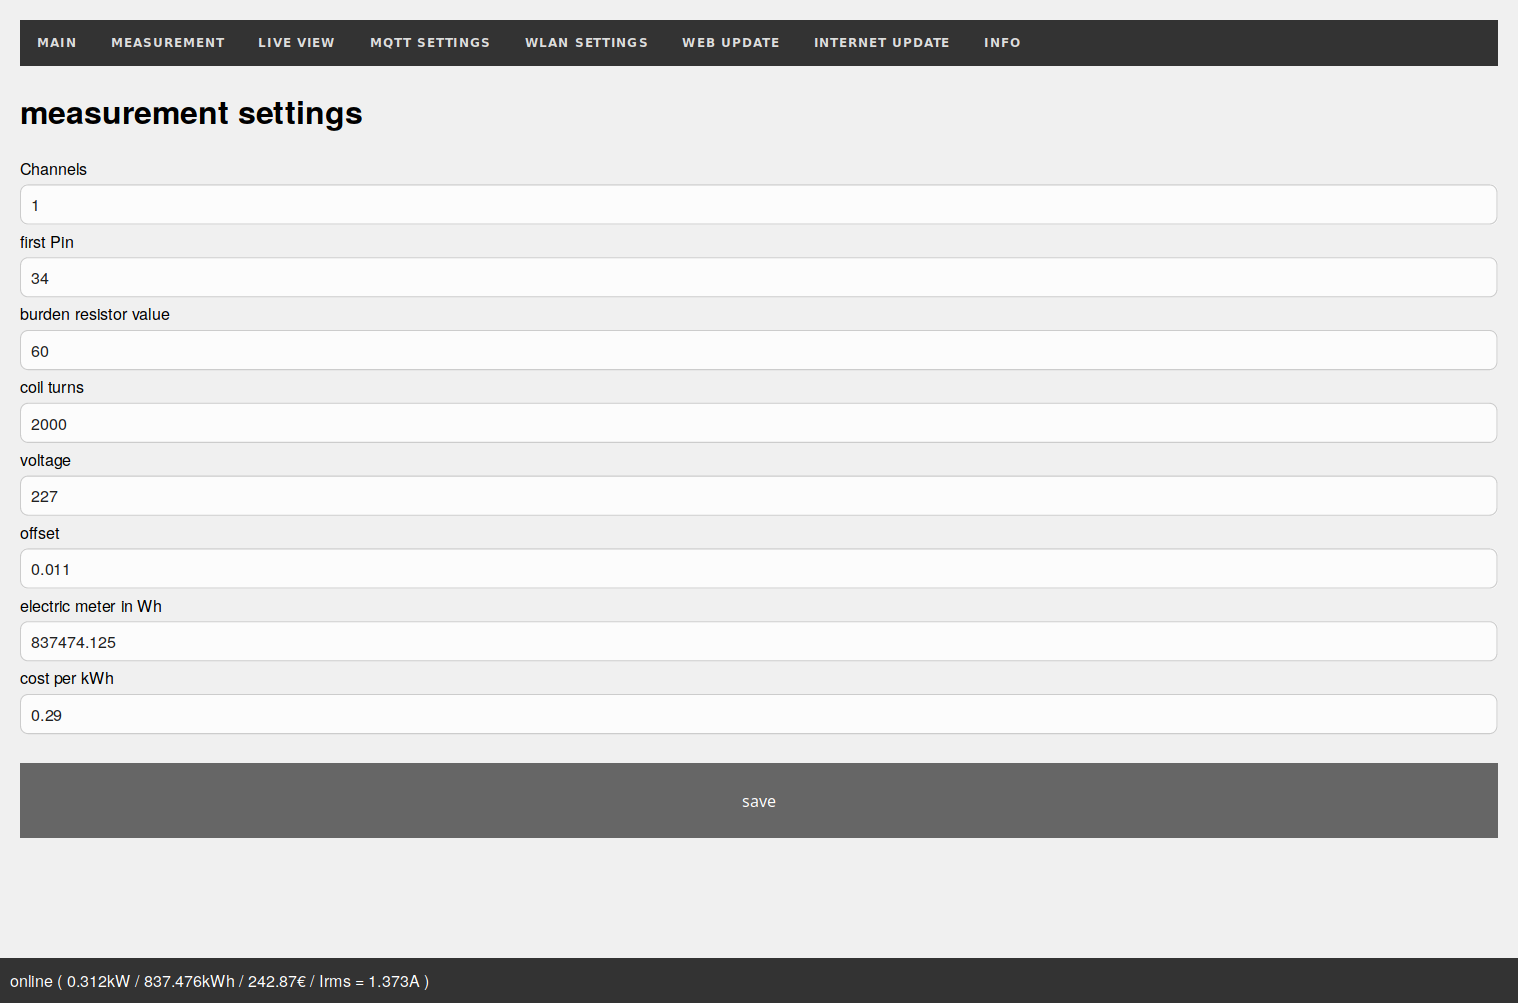 MAIN MEASUREMENT LIVE VIEW MQTT SETTINGS WLAN SETTINGS WEB UPDATE INTERNET UPDATE INFO
measurement settings
Channels
1
first Pin
34
burden resistor value
60
coil turns
2000
voltage
227
offset
0.011
electric meter in Wh
837474.125
cost per kWh
0.29
save
online ( 0.312kW / 837.476kWh / 242.87€ / Irms = 1.373A )